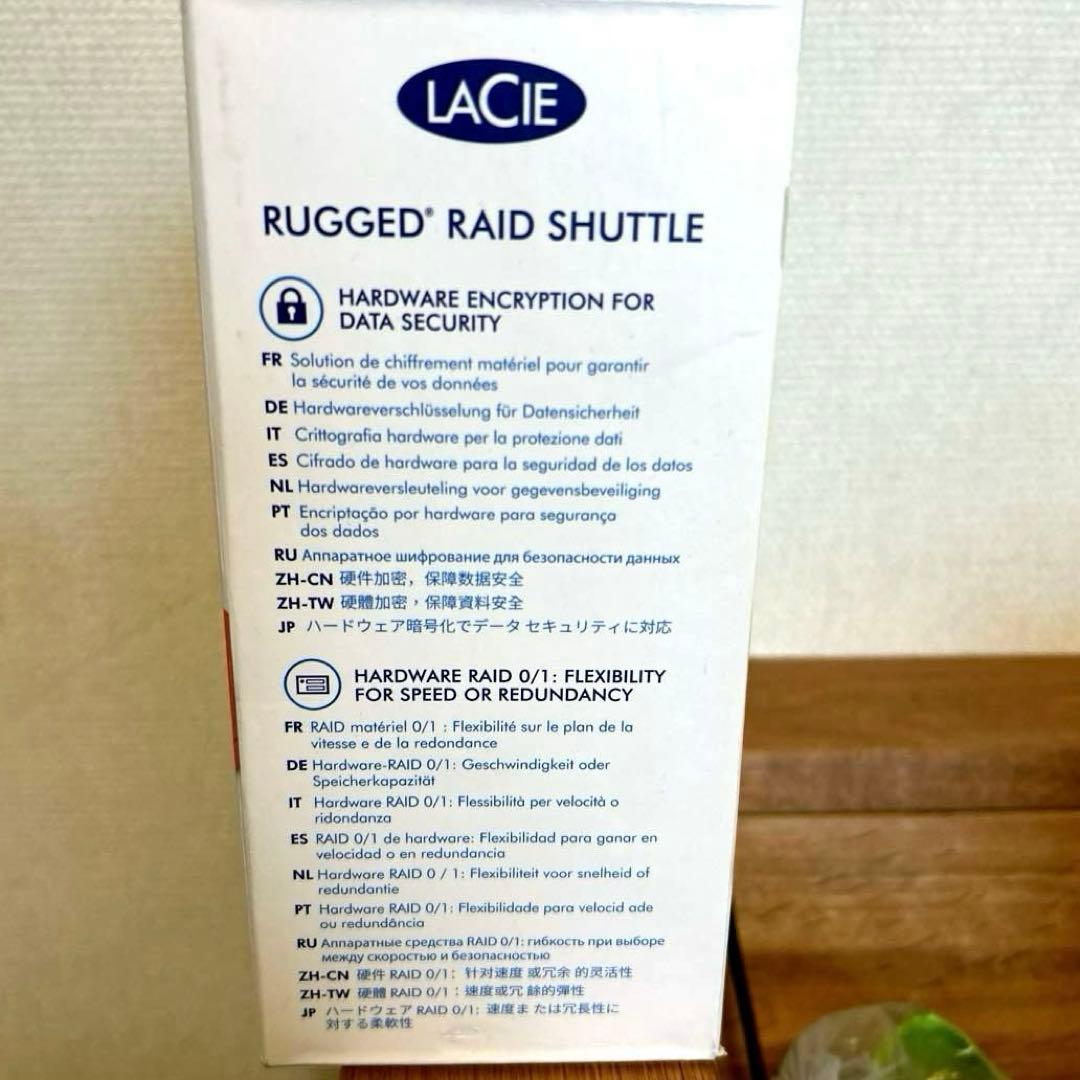 LACIE
RUGGED® RAID SHUTTLE
HARDWARE ENCRYPTION FOR
DATA SECURITY
FR Solution de chiffrement matériel pour garantir
la sécurité de vos données
DE Hardwareverschlüsselung für Datensicherheit
IT Crittografia hardware per la protezione dati
ES Cifrado de hardware para la seguridad de los datos
NL Hardwareversleuteling voor gegevensbeveiliging
PT Encriptação por hardware para segurança
dos dados
RU Аппаратное шифрование для безопасности данных
ZH-CN 硬件加密，保障数据安全
ZH-TW 硬體加密，保障資料安全
JP ハードウェア暗号化でデータ セキュリティに対応
HARDWARE RAID 0/1: FLEXIBILITY
FOR SPEED OR REDUNDANCY
FR RAID matériel 0/1 : Flexibilité sur le plan de la
vitesse e de la redondance
DE Hardware-RAID 0/1: Geschwindigkeit oder
Speicherkapazität
IT Hardware RAID 0/1: Flessibilità per velocità o
ridondanza
ES RAID 0/1 de hardware: Flexibilidad para ganar en
velocidad o en redundancia
NL Hardware RAID 0 / 1: Flexibiliteit voor snelheid of
redundantie
PT Hardware RAID 0/1: Flexibilidade para velocid ade
ou redundância
RU Аппаратные средства RAID 0/1: гибкость при выборе
между скоростью и безопасностью
ZH-CN 硬件 RAID 0/1： 针对速度 或冗余 的灵活性
ZH-TW 硬體 RAID 0/1：速度或冗 餘的彈性
JP ハードウェア RAID 0/1: 速度ま たは冗長性に
対する柔軟性